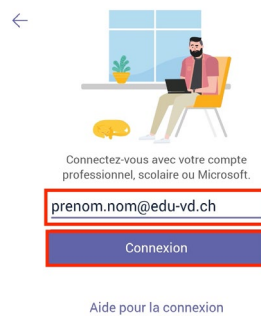 Connectez-vous avec votre compte
professionnel, scolaire ou Microsoft.
prenom.nom@edu-vd.ch
Connexion
Aide pour la connexion